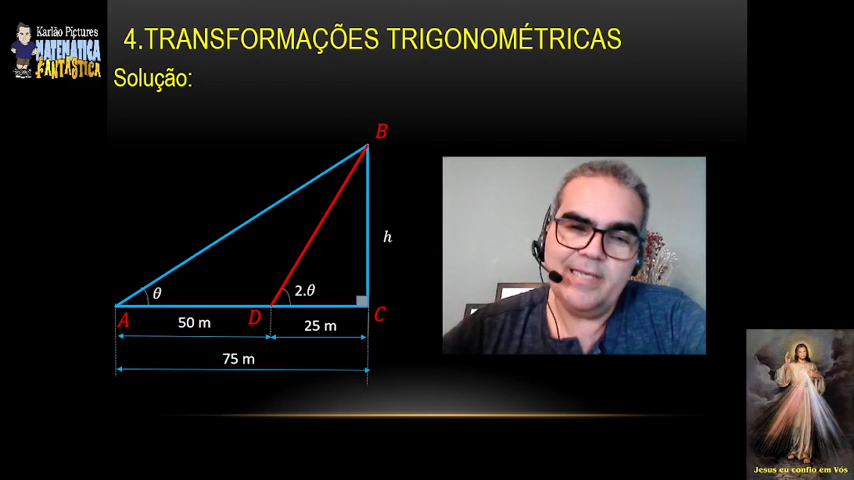 Karlão Pictures
MATEMÁTICA
FANTÁSTICA
4.TRANSFORMAÇÕES TRIGONOMÉTRICAS
Solução:
B
h
θ
2.θ
A
D
C
50 m
25 m
75 m
Jesus eu confio em Vós